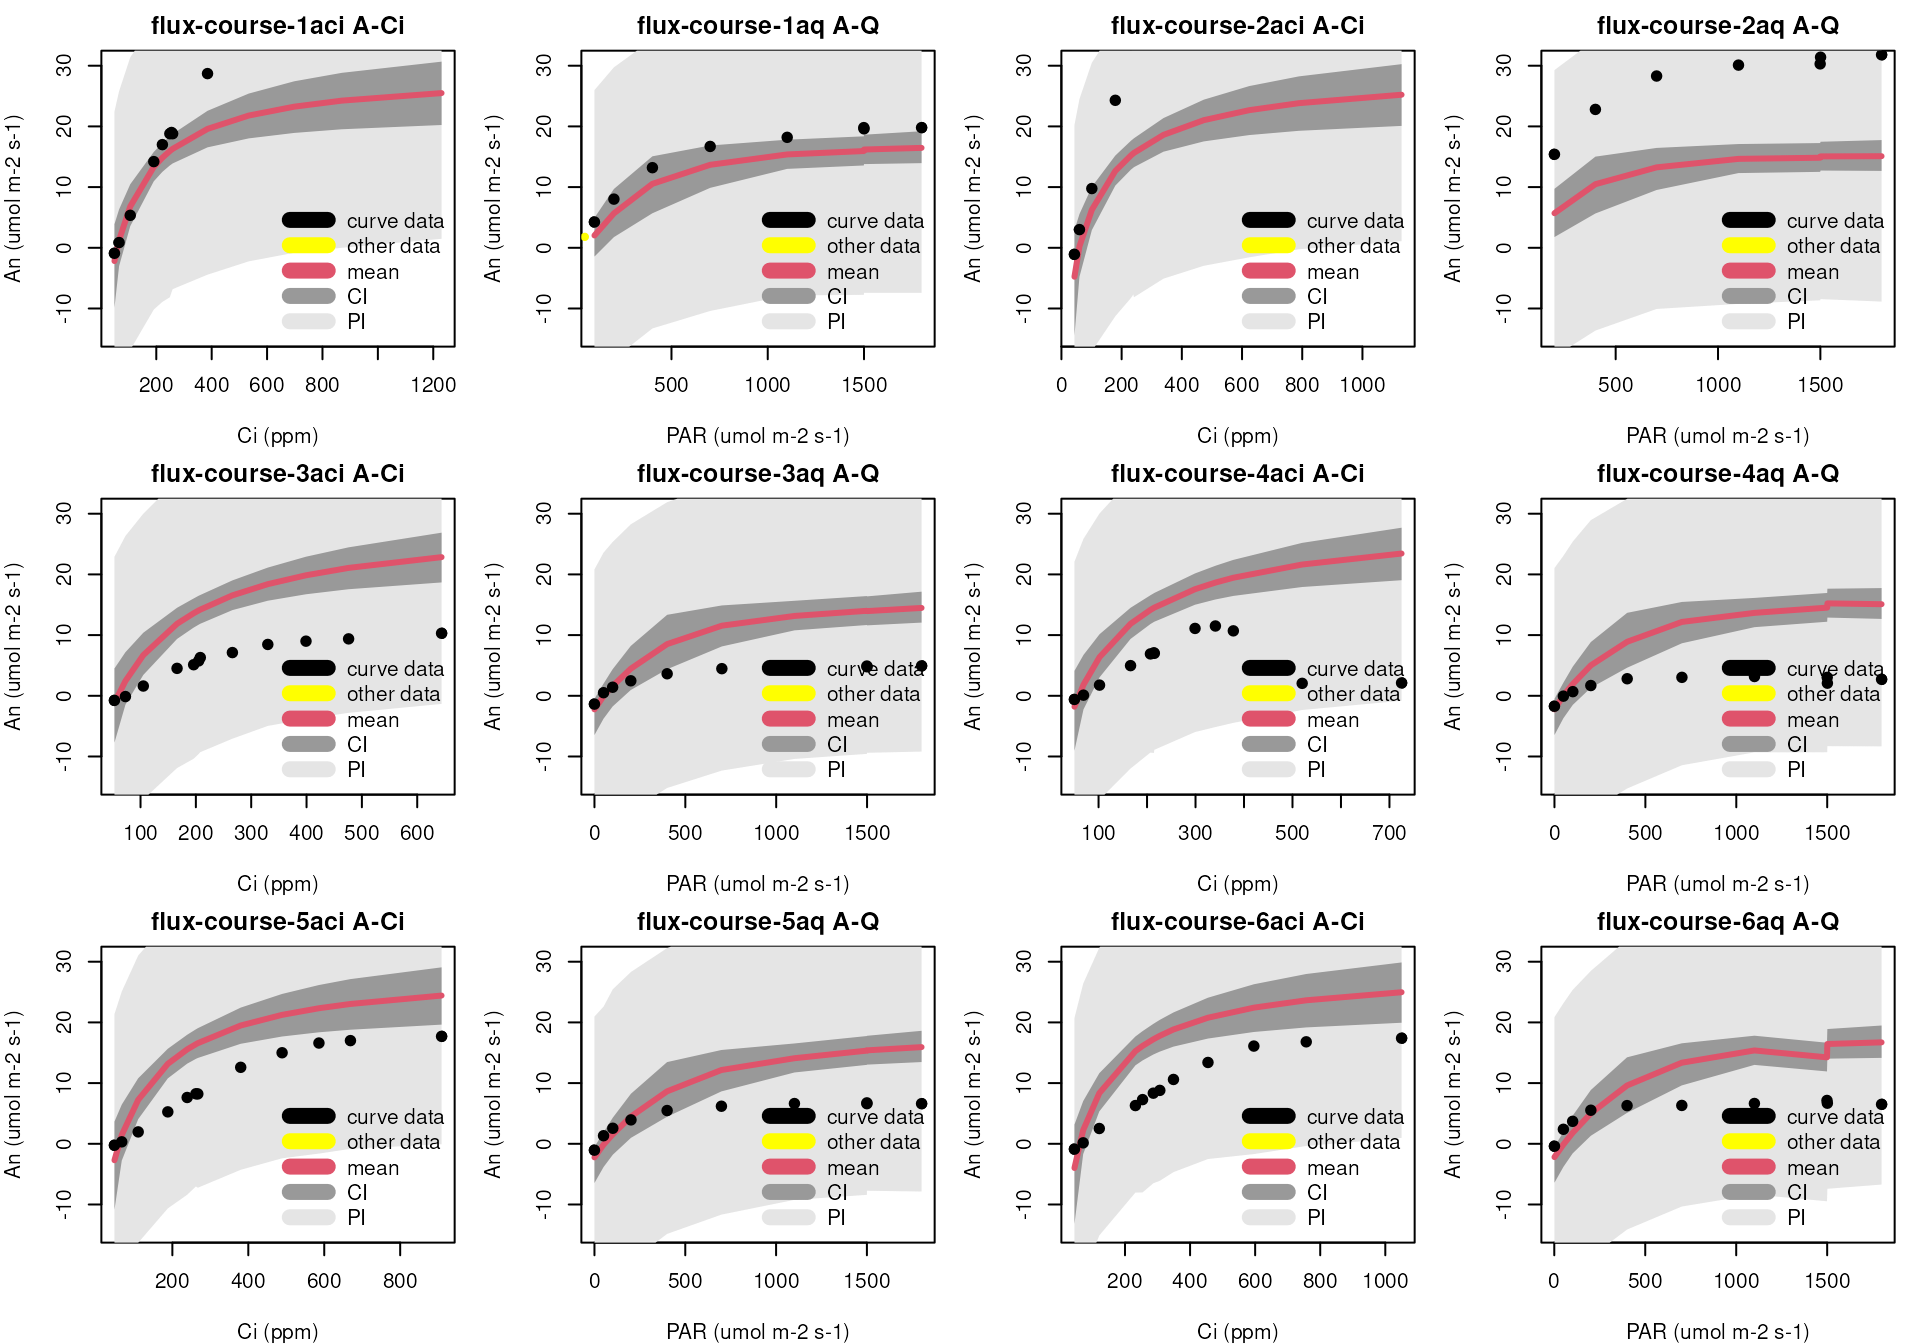 flux-course-1aci A-Ci
An (umol m-2 s-1)
30
20
10
0
-10
curve data
other data
mean
CI
PI
200 400 600 800 1200
Ci (ppm)
flux-course-1aq A-Q
An (umol m-2 s-1)
30
20
10
0
-10
curve data
other data
mean
CI
PI
500 1000 1500
PAR (umol m-2 s-1)
flux-course-2aci A-Ci
An (umol m-2 s-1)
30
20
10
0
-10
curve data
other data
mean
CI
PI
0 200 400 600 800 1000
Ci (ppm)
flux-course-2aq A-Q
An (umol m-2 s-1)
30
20
10
0
-10
curve data
other data
mean
CI
PI
500 1000 1500
PAR (umol m-2 s-1)
flux-course-3aci A-Ci
An (umol m-2 s-1)
30
20
10
0
-10
curve data
other data
mean
CI
PI
100 200 300 400 500 600
Ci (ppm)
flux-course-3aq A-Q
An (umol m-2 s-1)
30
20
10
0
-10
curve data
other data
mean
CI
PI
0 500 1000 1500
PAR (umol m-2 s-1)
flux-course-4aci A-Ci
An (umol m-2 s-1)
30
20
10
0
-10
curve data
other data
mean
CI
PI
100 300 500 700
Ci (ppm)
flux-course-4aq A-Q
An (umol m-2 s-1)
30
20
10
0
-10
curve data
other data
mean
CI
PI
0 500 1000 1500
PAR (umol m-2 s-1)
flux-course-5aci A-Ci
An (umol m-2 s-1)
30
20
10
0
-10
curve data
other data
mean
CI
PI
200 400 600 800
Ci (ppm)
flux-course-5aq A-Q
An (umol m-2 s-1)
30
20
10
0
-10
curve data
other data
mean
CI
PI
0 500 1000 1500
PAR (umol m-2 s-1)
flux-course-6aci A-Ci
An (umol m-2 s-1)
30
20
10
0
-10
curve data
other data
mean
CI
PI
200 400 600 800 1000
Ci (ppm)
flux-course-6aq A-Q
An (umol m-2 s-1)
30
20
10
0
-10
curve data
other data
mean
CI
PI
0 500 1000 1500
PAR (umol m-2 s-1)